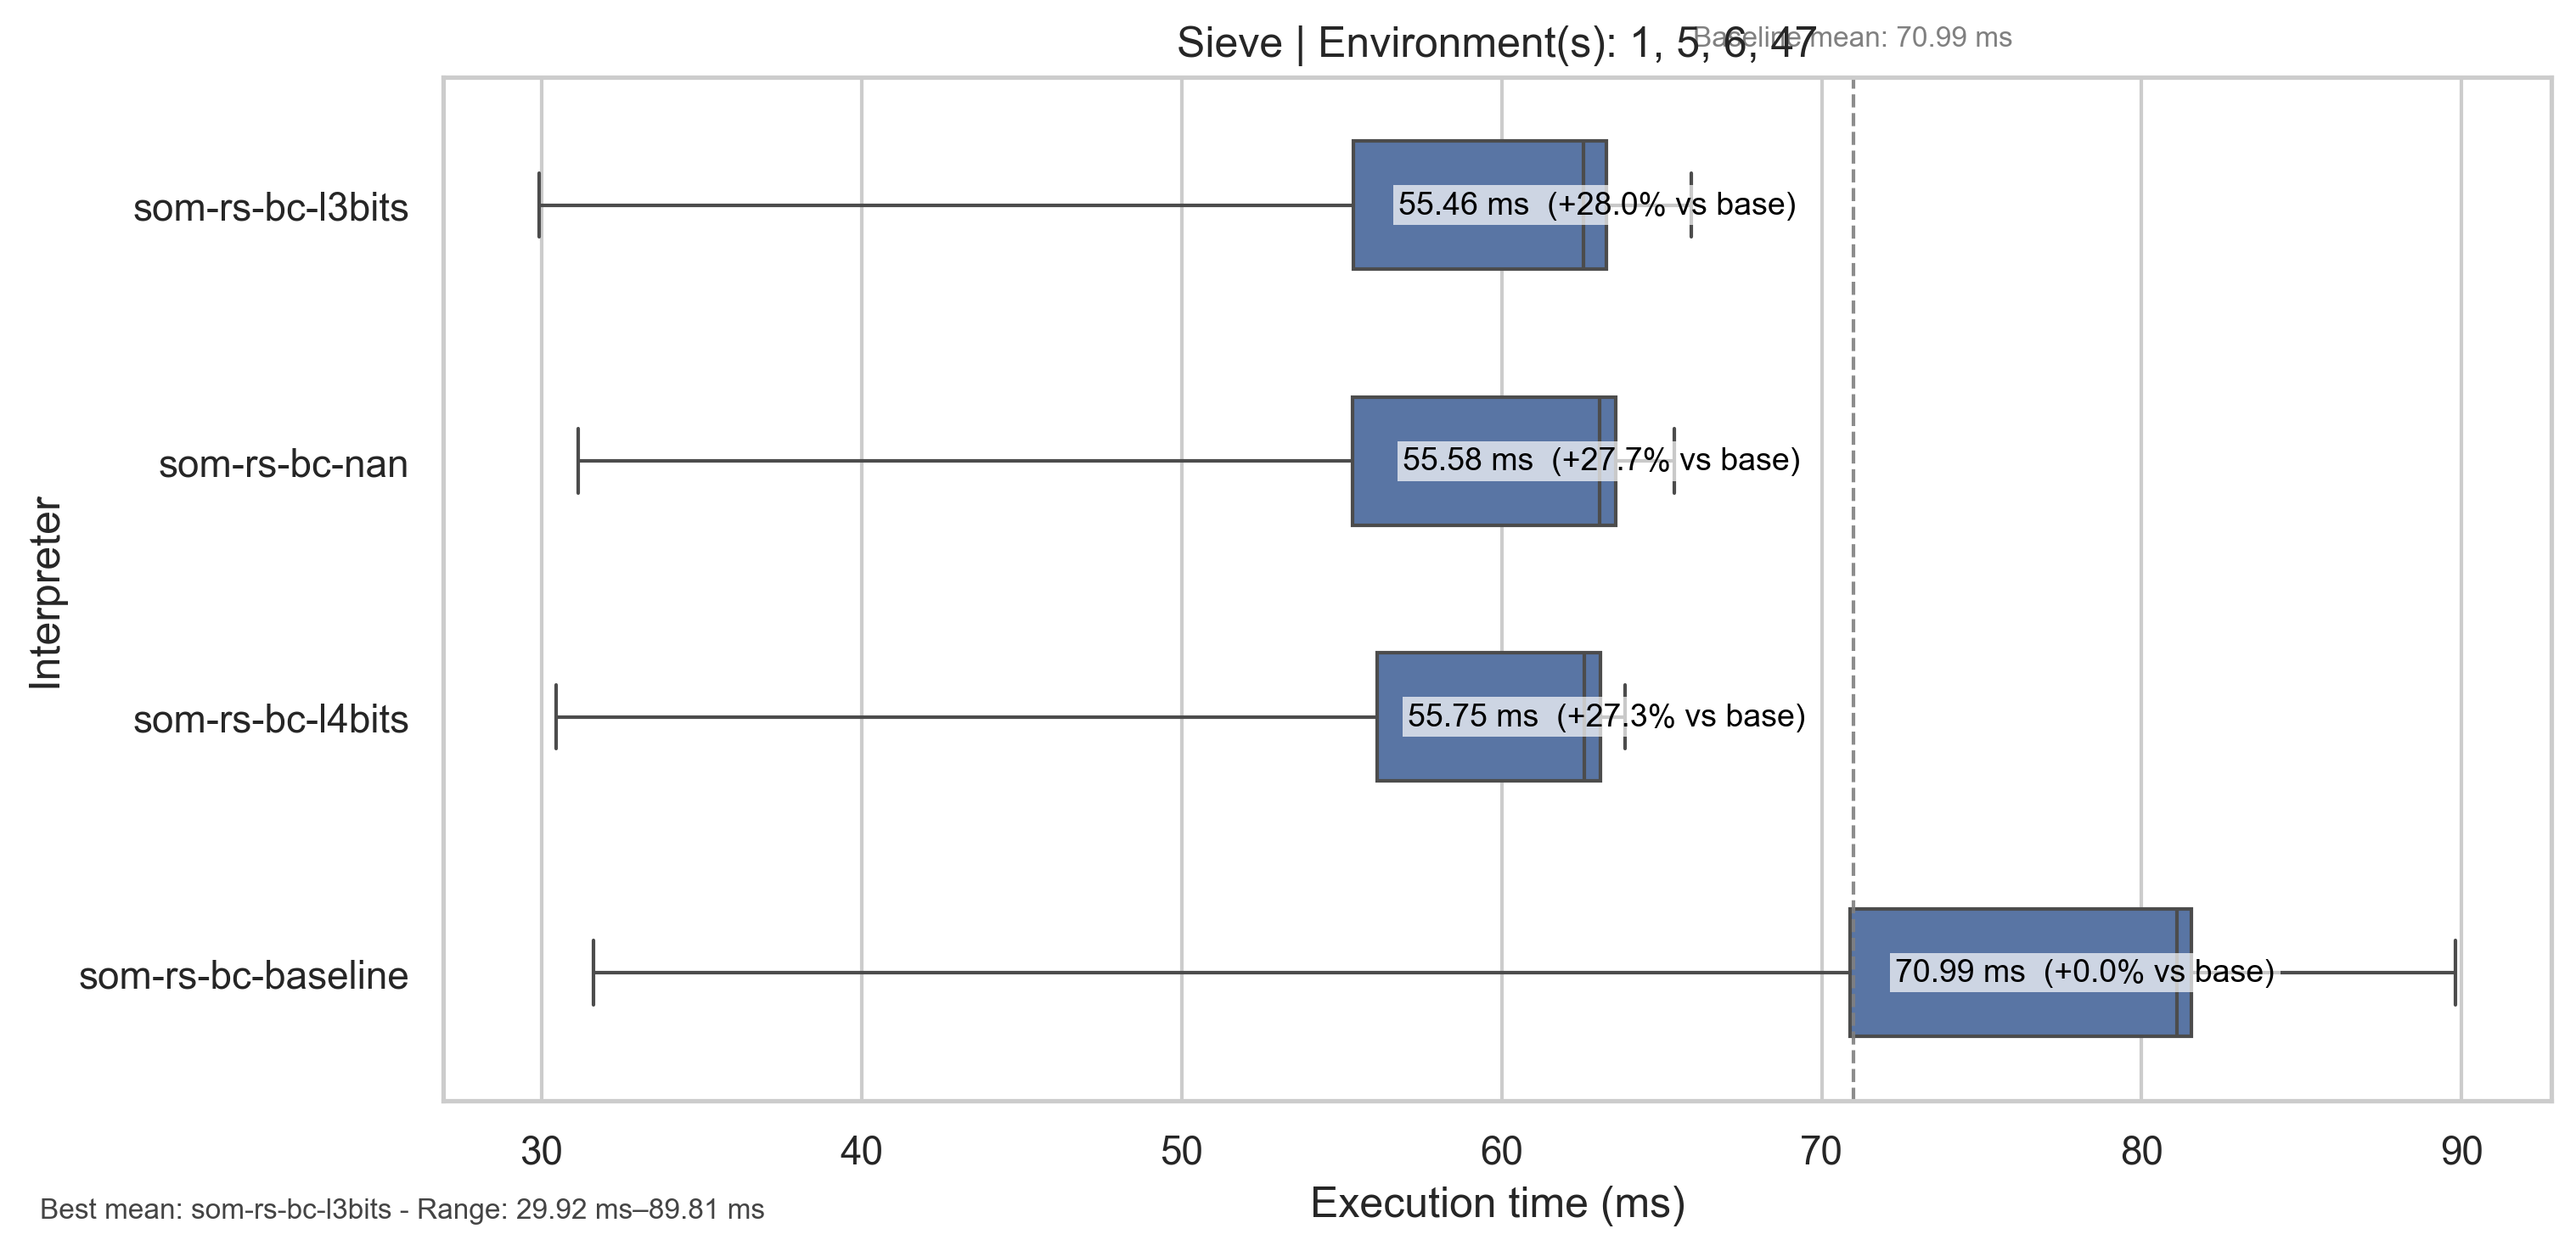 Sieve | Environment(s): 1, 5, 6, 47
Baseline mean: 70.99 ms
Interpreter
som-rs-bc-l3bits
55.46 ms (+28.0% vs base)
som-rs-bc-nan
55.58 ms (+27.7% vs base)
som-rs-bc-l4bits
55.75 ms (+27.3% vs base)
som-rs-bc-baseline
70.99 ms (+0.0% vs base)
30 40 50 60 70 80 90
Execution time (ms)
Best mean: som-rs-bc-l3bits - Range: 29.92 ms–89.81 ms